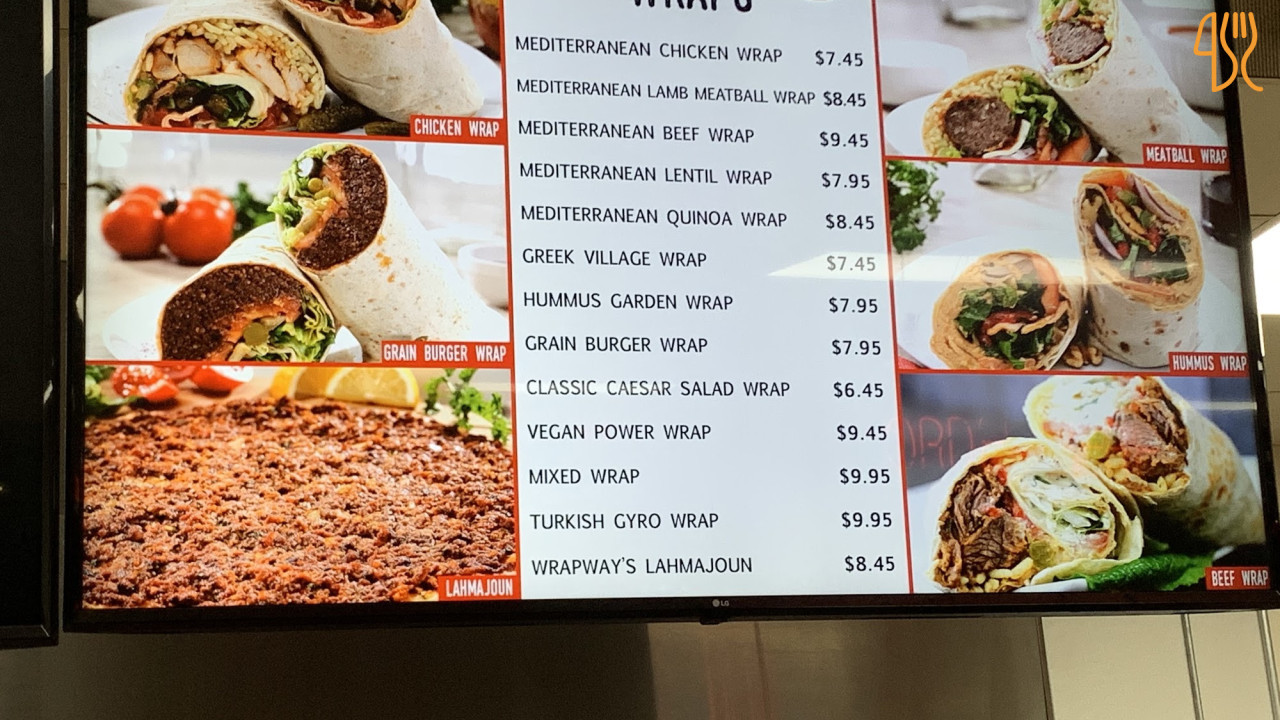 WRAPS
MEDITERRANEAN CHICKEN WRAP $7.45
MEDITERRANEAN LAMB MEATBALL WRAP $8.45
MEDITERRANEAN BEEF WRAP $9.45
MEDITERRANEAN LENTIL WRAP $7.95
MEDITERRANEAN QUINOA WRAP $8.45
GREEK VILLAGE WRAP $7.45
HUMMUS GARDEN WRAP $7.95
GRAIN BURGER WRAP $7.95
CLASSIC CAESAR SALAD WRAP $6.45
VEGAN POWER WRAP $9.45
MIXED WRAP $9.95
TURKISH GYRO WRAP $9.95
WRAPWAY'S LAHMAJOUN $8.45
CHICKEN WRAP
GRAIN BURGER WRAP
LAHMAJOUN
MEATBALL WRAP
HUMMUS WRAP
BEEF WRAP
LG